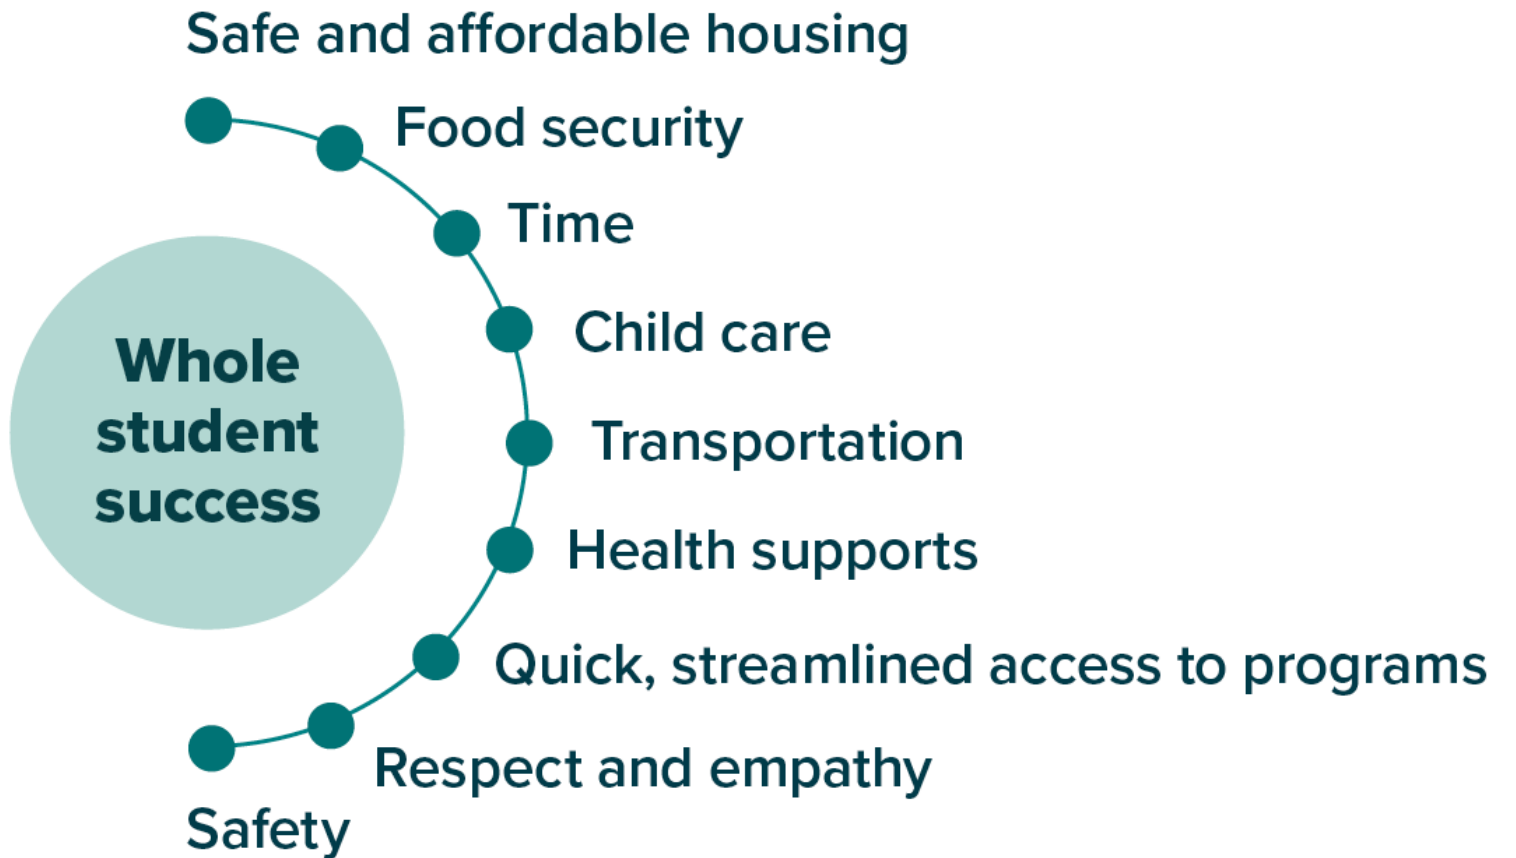 Safe and affordable housing
Food security
Time
Child care
Whole
student
success
Transportation
Health supports
Quick, streamlined access to programs
Respect and empathy
Safety